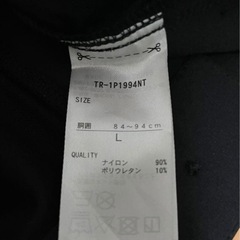 TR-1P1994NT
SIZE
胴囲 84~94cm
L
QUALITY
ナイロン 90%
ポリウレタン 10%